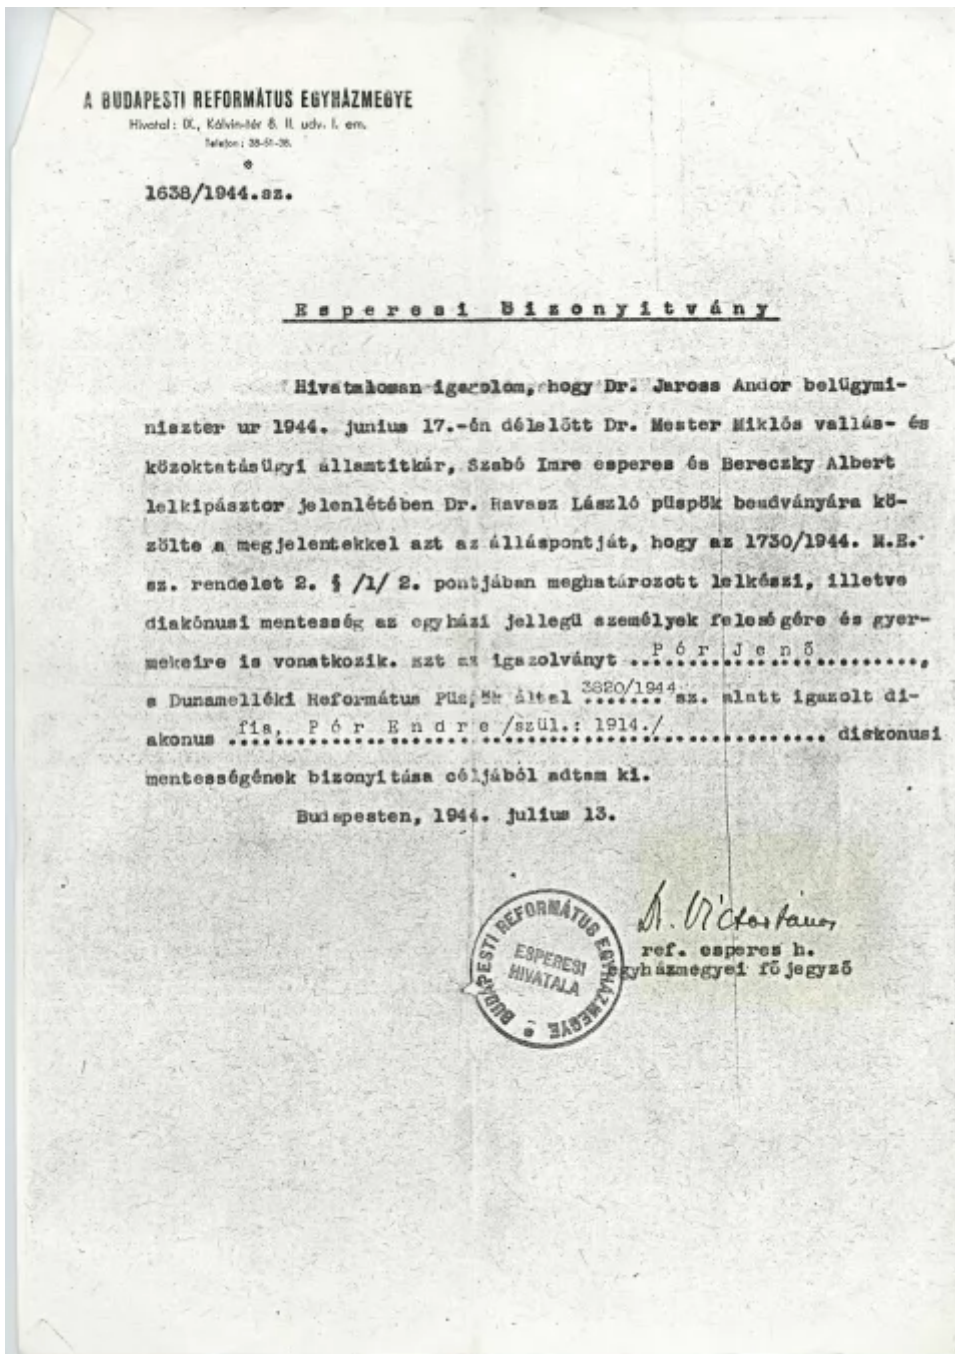 A BUDAPESTI REFORMÁTUS EGYHÁZMEGYE
Hivatal: IX., Kálvin-tér 8. II. udv. I. em.
Telefon: 38-51-38.
1638/1944.sz.
Esperesi Bizonyitvány
Hivatalosan igazolom, hogy Dr. Jaross Andor belügymi-
niszter ur 1944. junius 17.-én délelőtt Dr. Mester Miklós vallás- és
közoktatásügyi államtitkár, Szabó Imre esperes és Bereczky Albert
lelkipásztor jelenlétében Dr. Ravasz László püspök beadványára kö-
zölte a megjelentekkel azt az álláspontját, hogy az 1730/1944. M.E.
sz. rendelet 2. § /1/ 2. pontjában meghatározott lelkészi, illetve
diakónusi mentesség az egyházi jellegü személyek feleségére és gyer-
mekeire is vonatkozik. Ezt az igazolványt Pór Jenő,
a Dunamelléki Református Püspök által 3820/1944 sz. alatt igazolt di-
akonus fia, Pór Endre /szül.: 1914./ diakonusi
mentességének bizonyitása céljából adtam ki.
Budapesten, 1944. julius 13.
Dr. Victor János
ref. esperes h.
egyházmegyei főjegyző
BUDAPESTI REFORMÁTUS EGYHÁZMEGYE
ESPERESI
HIVATALA